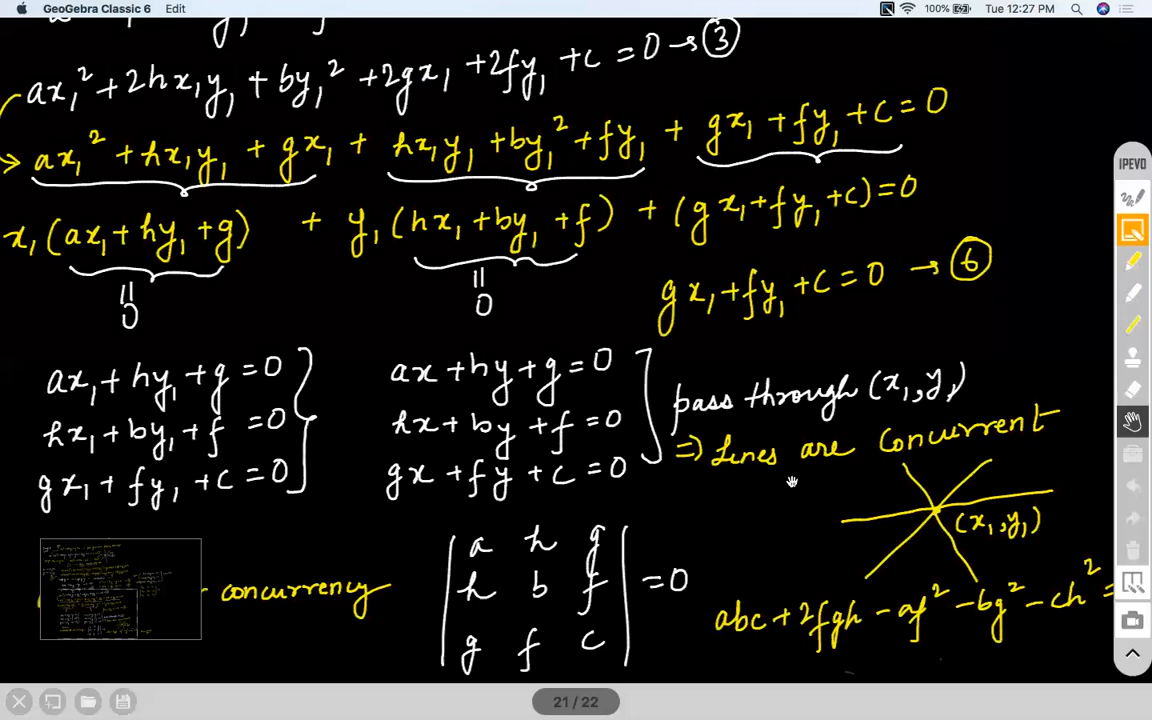 GeoGebra Classic 6 Edit 100% Tue 12:27 PM
ax₁² + 2hx₁y₁ + by₁² + 2gx₁ + 2fy₁ + c = 0 → ③
⇒ ax₁² + hx₁y₁ + gx₁ + hx₁y₁ + by₁² + fy₁ + gx₁ + fy₁ + c = 0
x₁(ax₁ + hy₁ + g) + y₁(hx₁ + by₁ + f) + (gx₁ + fy₁ + c) = 0
|| ||
0 0
gx₁ + fy₁ + c = 0 → ⑥
ax₁ + hy₁ + g = 0 ax + hy + g = 0
hx₁ + by₁ + f = 0 hx + by + f = 0
gx₁ + fy₁ + c = 0 gx + fy + c = 0
pass through (x₁, y₁)
⇒ Lines are concurrent
(x₁, y₁)
concurrency
| a h g |
| h b f | = 0
| g f c |
abc + 2fgh - af² - bg² - ch² =
IPEVO
21 / 22